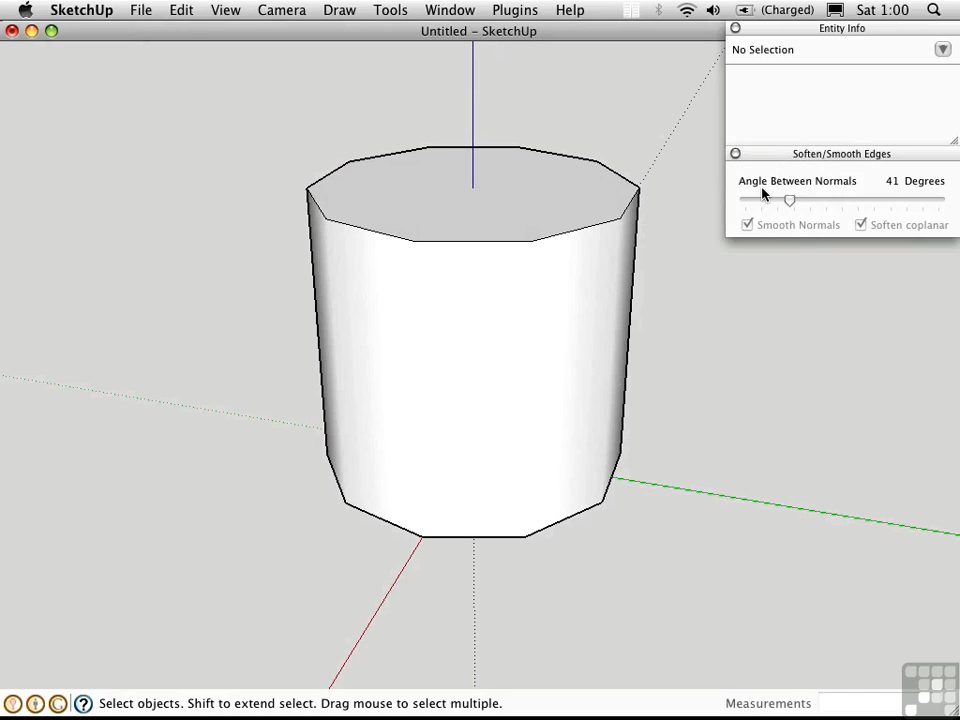 SketchUp File Edit View Camera Draw Tools Window Plugins Help (Charged) Sat 1:00
Untitled – SketchUp
Entity Info
No Selection
Soften/Smooth Edges
Angle Between Normals 41 Degrees
Smooth Normals Soften coplanar
Select objects. Shift to extend select. Drag mouse to select multiple. Measurements